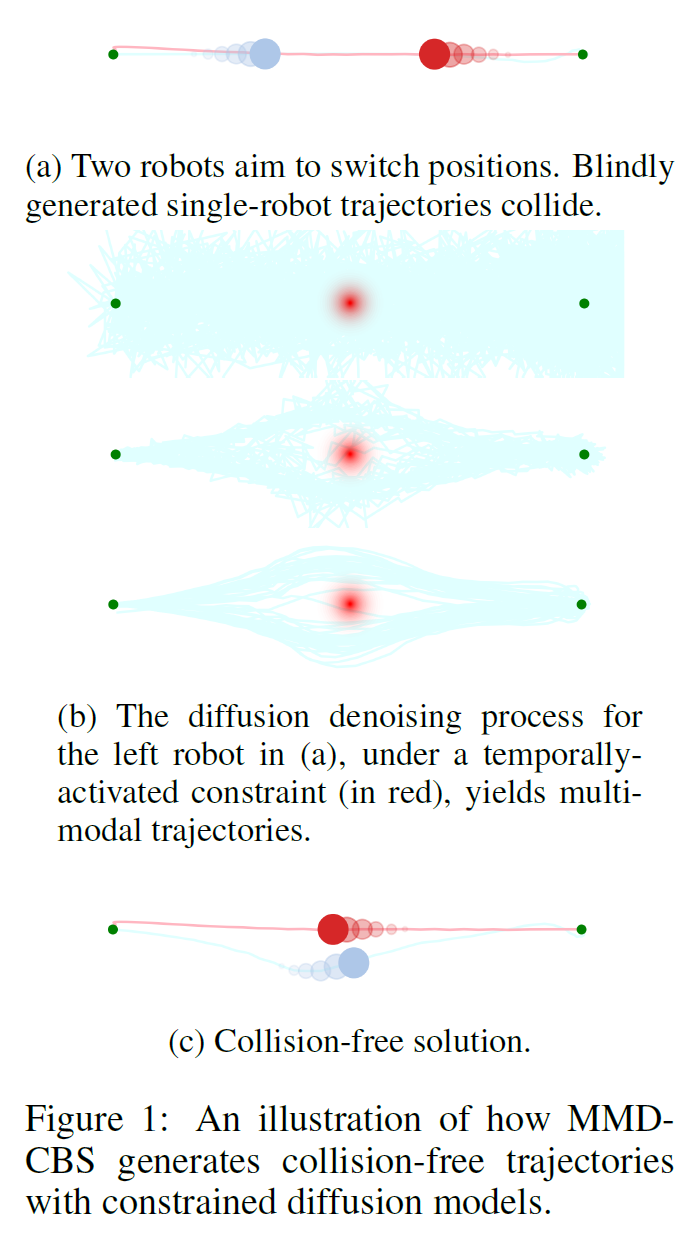 (a) Two robots aim to switch positions. Blindly
generated single-robot trajectories collide.
(b) The diffusion denoising process for
the left robot in (a), under a temporally-
activated constraint (in red), yields multi-
modal trajectories.
(c) Collision-free solution.
Figure 1: An illustration of how MMD-
CBS generates collision-free trajectories
with constrained diffusion models.